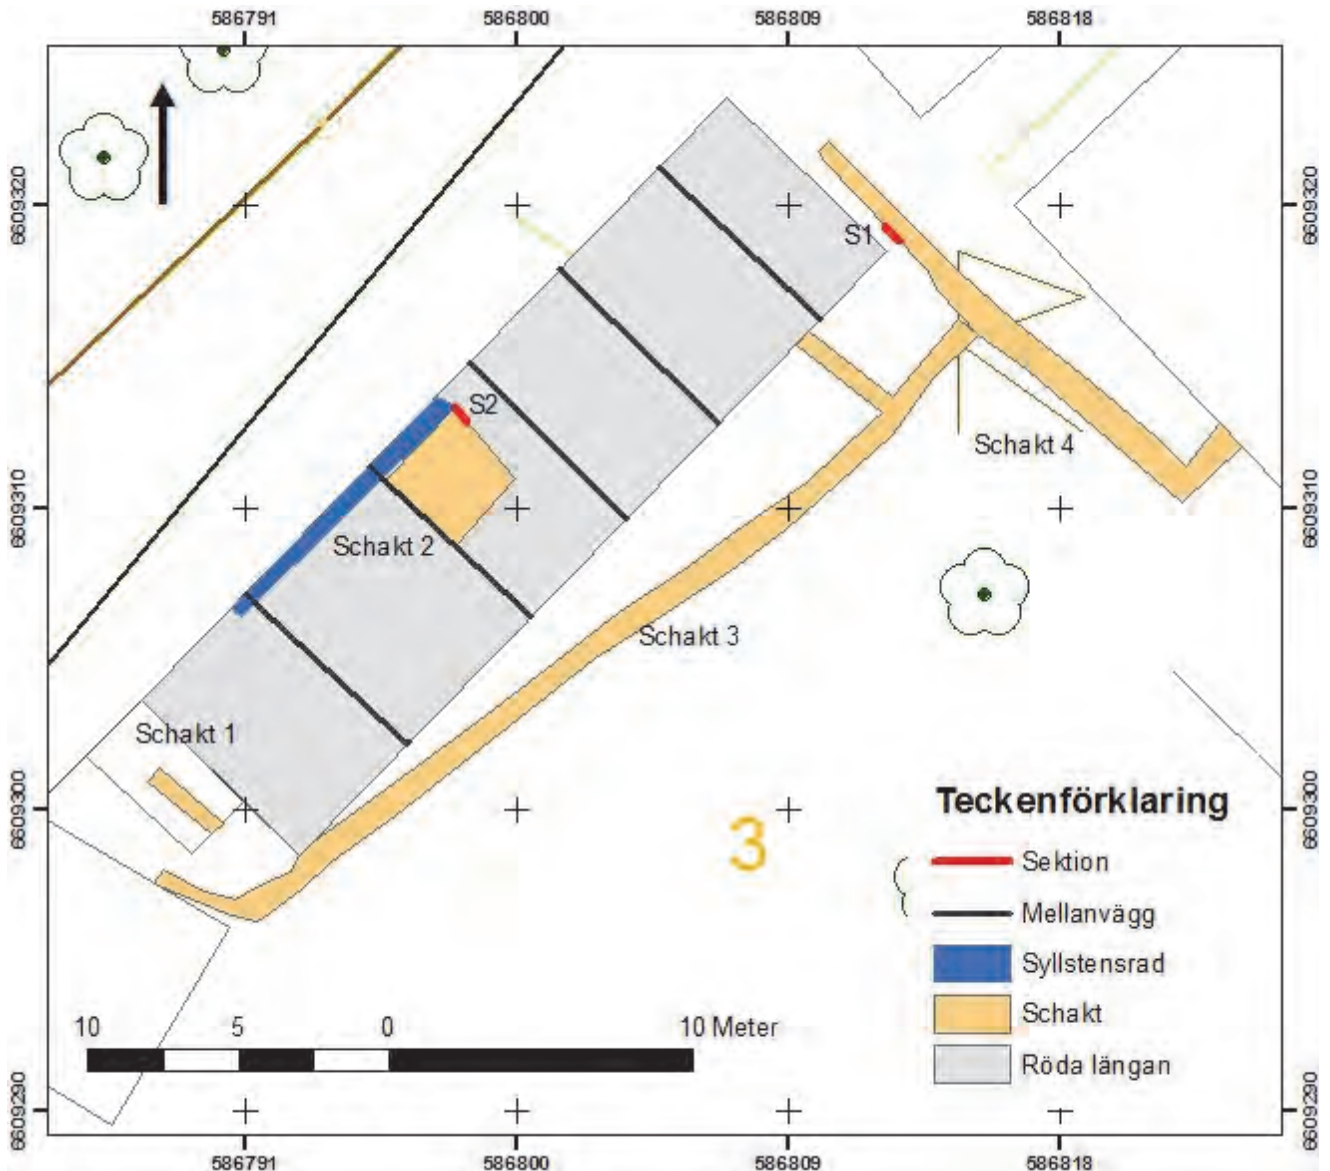 586791 586800 586809 586818
6609320 6609320
S1
S2
Schakt 4
6609310 6609310
Schakt 2
Schakt 3
Schakt 1
6609300 6609300
3
Teckenförklaring
Sektion
Mellanvägg
Syllstensrad
Schakt
Röda längan
10 5 0 10 Meter
6609290 6609290
586791 586800 586809 586818